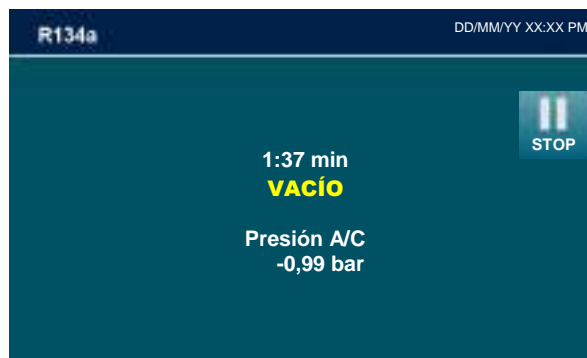 R134a
DD/MM/YY XX:XX PM
STOP
1:37 min
VACÍO
Presión A/C
-0,99 bar